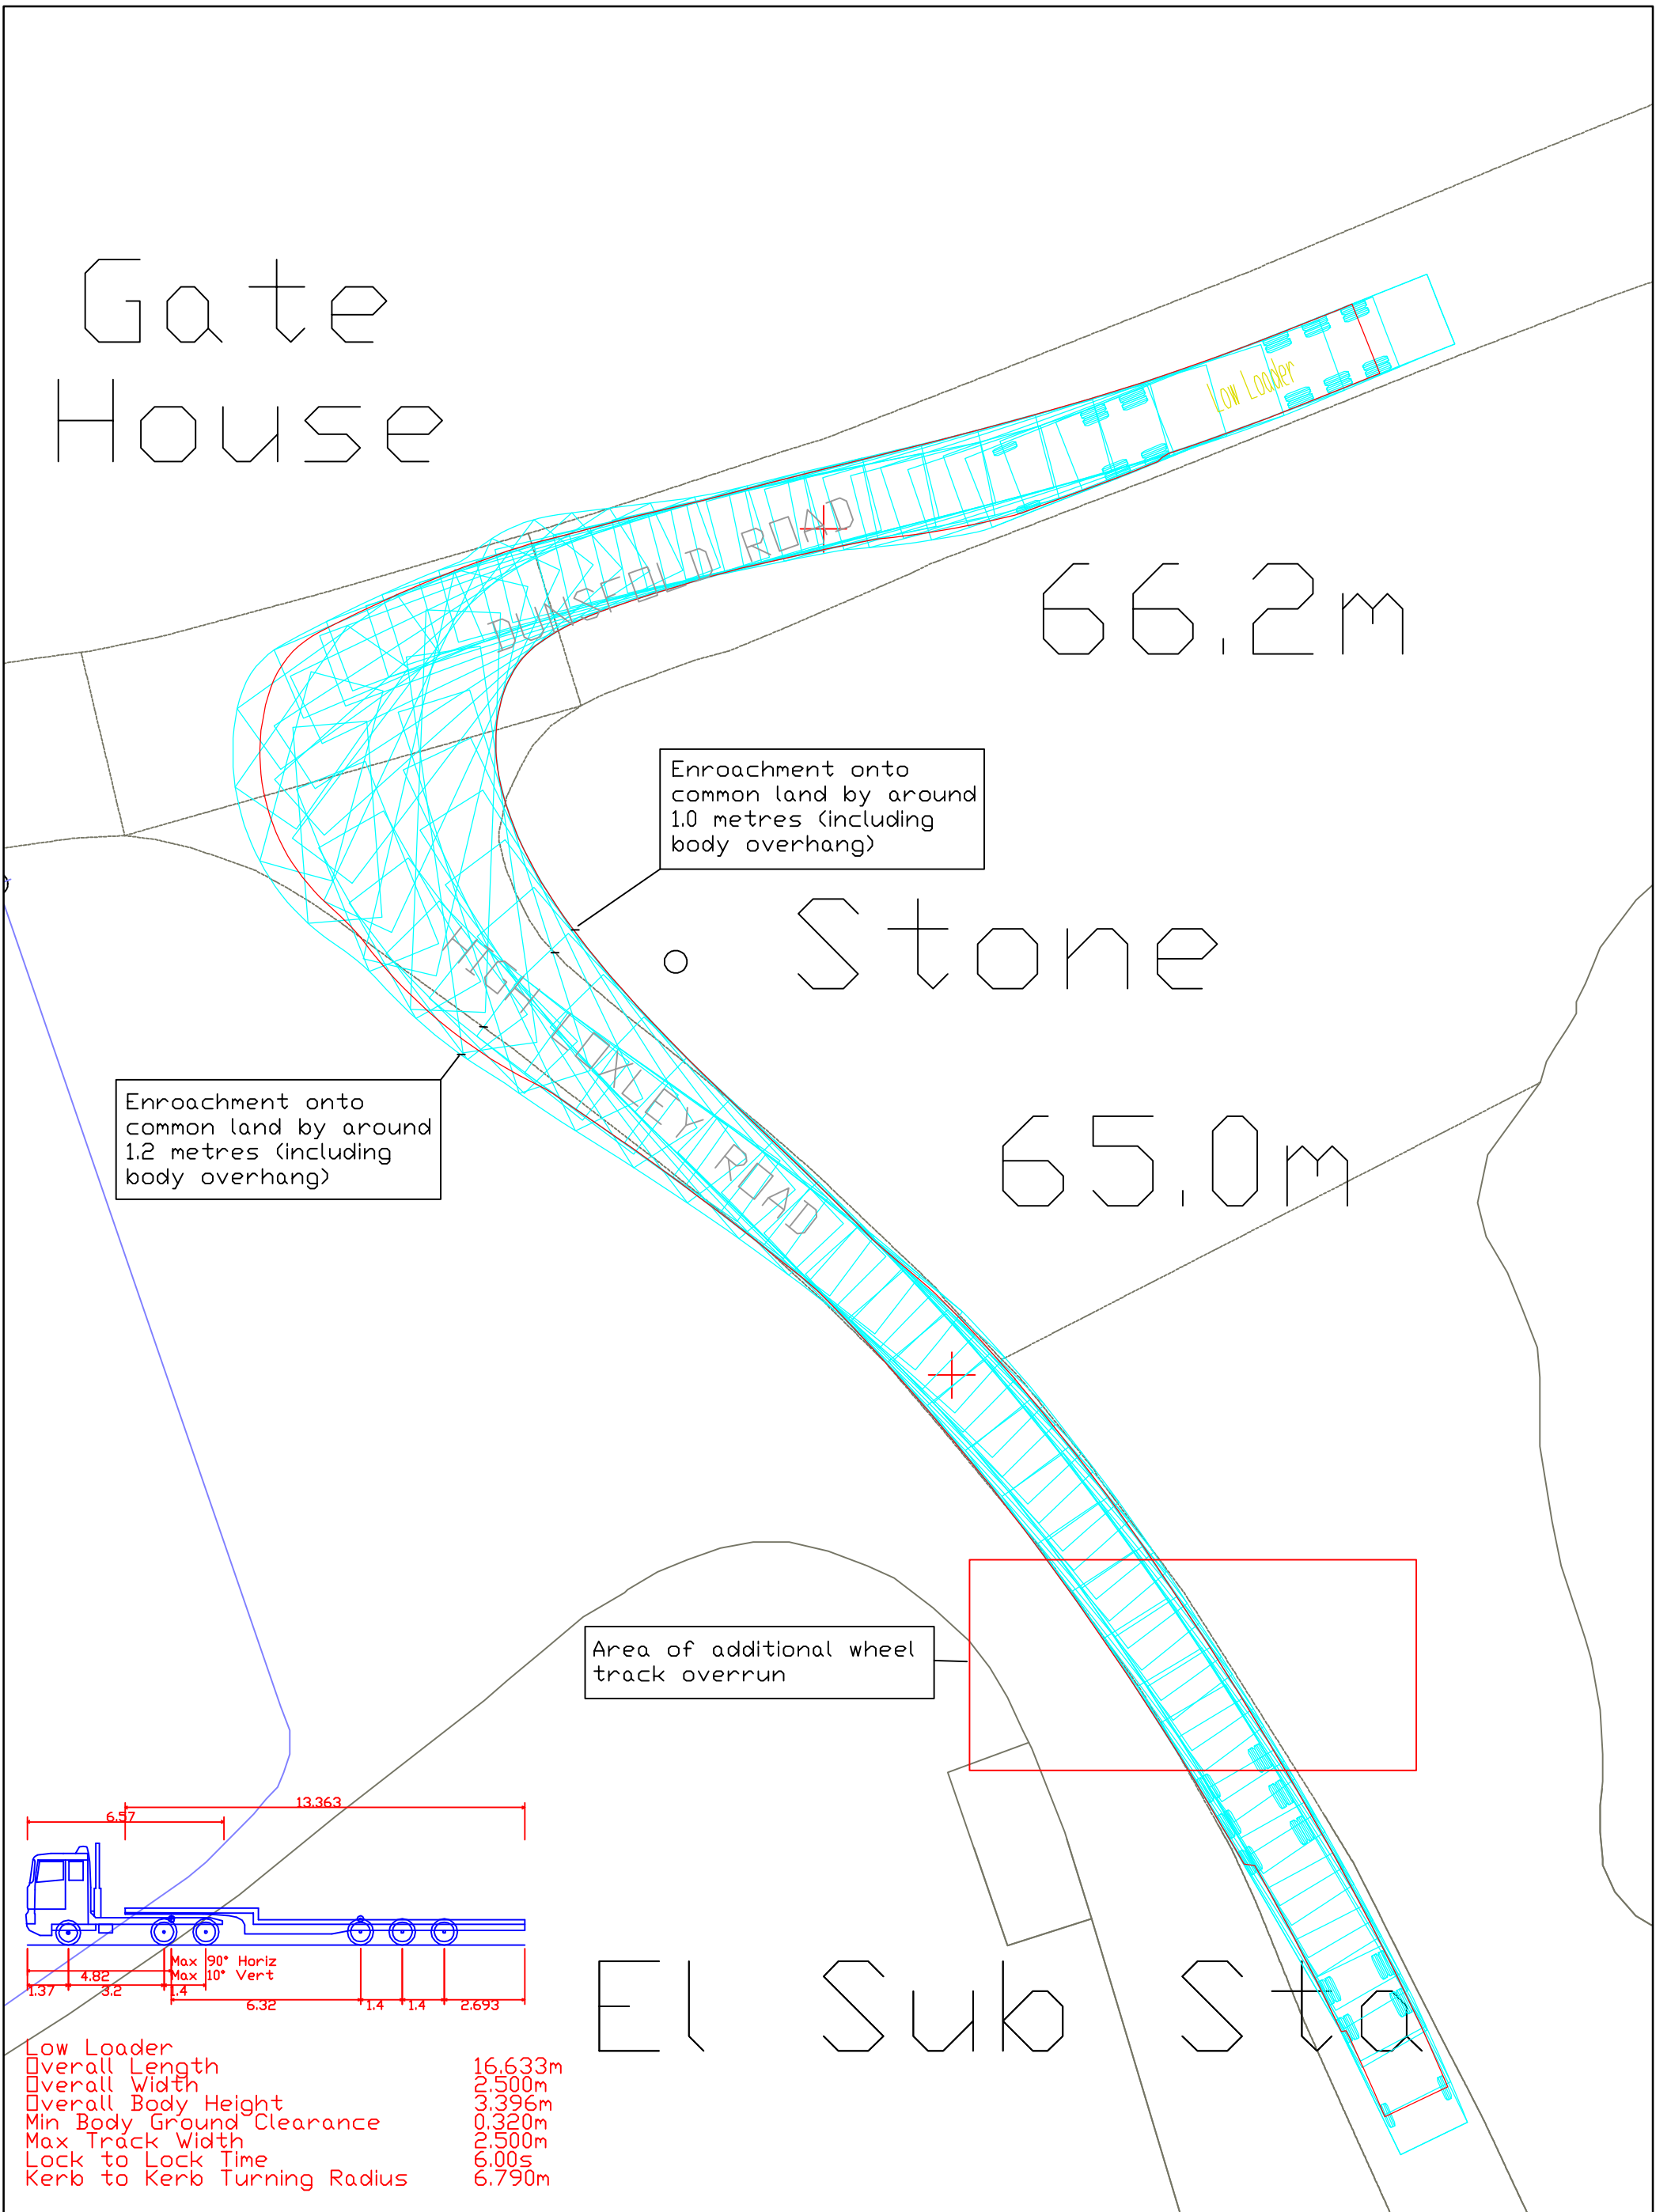 Gate
House
Low Loader
DUNSFOLD ROAD
66.2m
Enroachment onto
common land by around
1.0 metres (including
body overhang)
Stone
HIGH LOXLEY ROAD
Enroachment onto
common land by around
1.2 metres (including
body overhang)
65.0m
Area of additional wheel
track overrun
13.363
6.57
Max 90° Horiz
Max 10° Vert
4.82
1.37 3.2 1.4
6.32 1.4 1.4 2.693
El Sub Sta
Low Loader
Overall Length 16.633m
Overall Width 2.500m
Overall Body Height 3.396m
Min Body Ground Clearance 0.320m
Max Track Width 2.500m
Lock to Lock Time 6.00s
Kerb to Kerb Turning Radius 6.790m